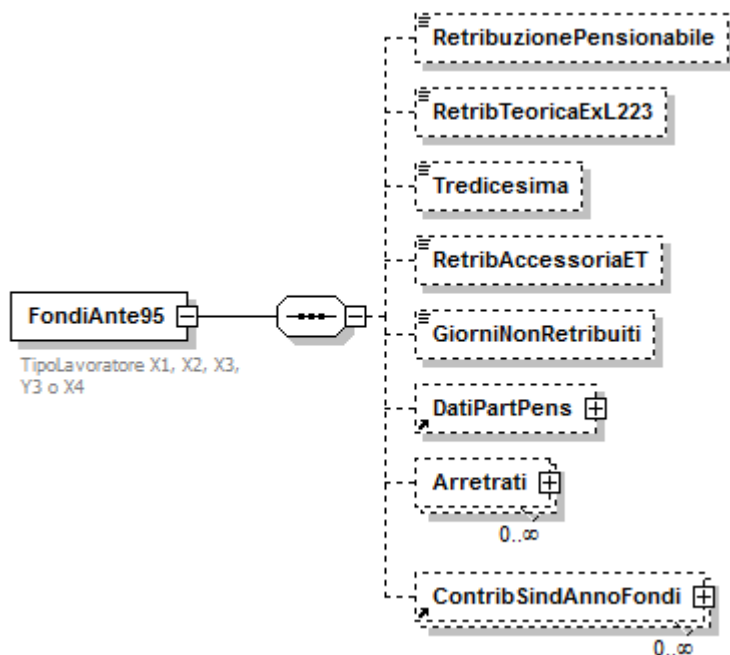 RetribuzionePensionabile
RetribTeoricaExL223
Tredicesima
RetribAccessoriaET
FondiAnte95
TipoLavoratore X1, X2, X3,
Y3 o X4
GiorniNonRetribuiti
DatiPartPens
Arretrati
0..∞
ContribSindAnnoFondi
0..∞